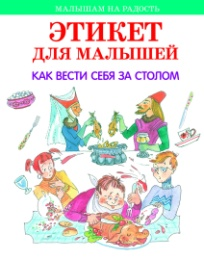 МАЛЫШАМ НА РАДОСТЬ
ЭТИКЕТ
ДЛЯ МАЛЫШЕЙ
КАК ВЕСТИ СЕБЯ ЗА СТОЛОМ